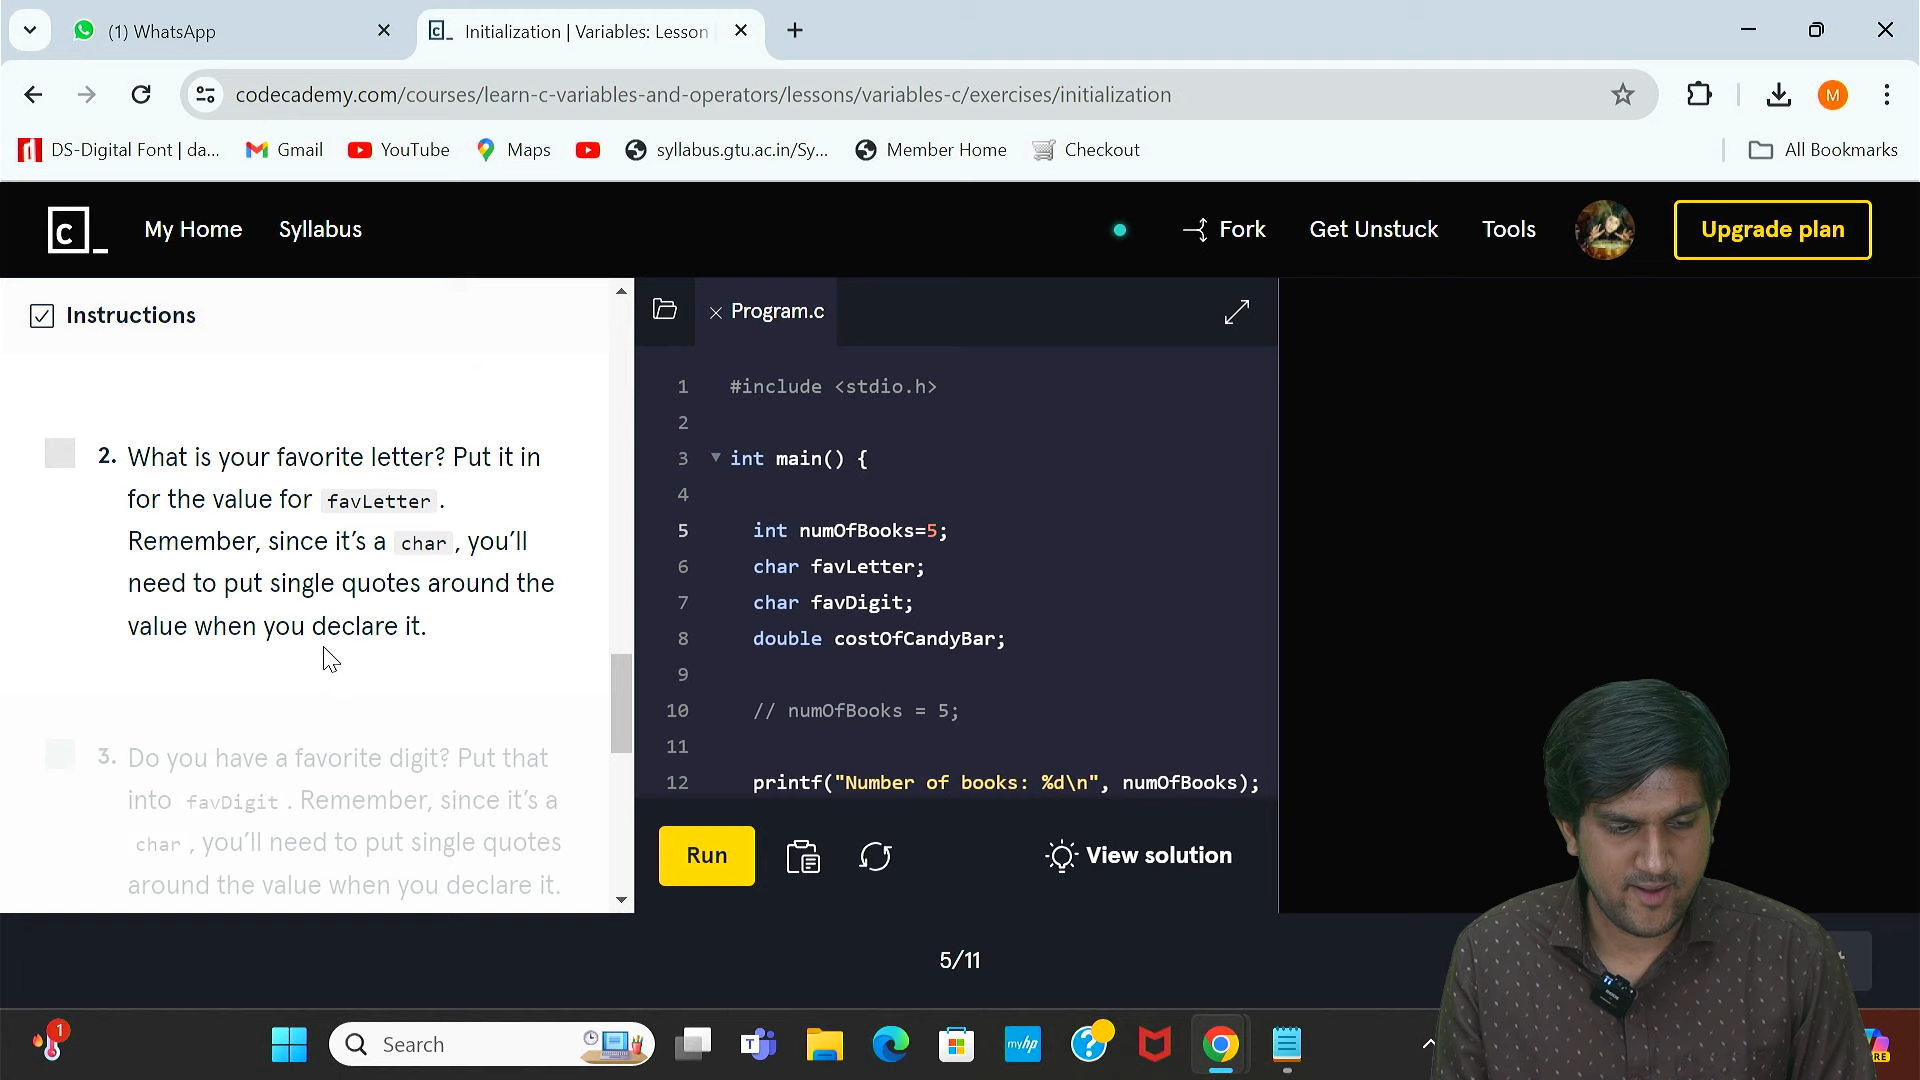 (1) WhatsApp
Initialization | Variables: Lesson
codecademy.com/courses/learn-c-variables-and-operators/lessons/variables-c/exercises/initialization
M
DS-Digital Font | da...
Gmail
YouTube
Maps
syllabus.gtu.ac.in/Sy...
Member Home
Checkout
All Bookmarks
My Home
Syllabus
Fork
Get Unstuck
Tools
Upgrade plan
Instructions
2. What is your favorite letter? Put it in
for the value for favLetter.
Remember, since it's a char, you'll
need to put single quotes around the
value when you declare it.
3. Do you have a favorite digit? Put that
into favDigit. Remember, since it's a
char, you'll need to put single quotes
around the value when you declare it.
Program.c
1 #include <stdio.h>
2
3 int main() {
4
5 int numOfBooks=5;
6 char favLetter;
7 char favDigit;
8 double costOfCandyBar;
9
10 // numOfBooks = 5;
11
12 printf("Number of books: %d\n", numOfBooks);
Run
View solution
5/11
1
Search
myhp